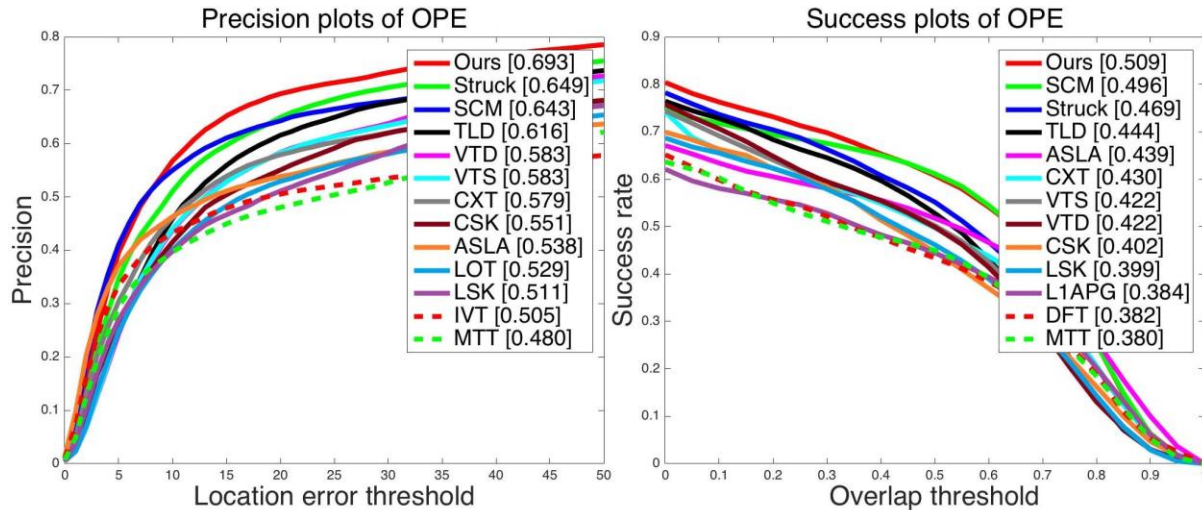 Precision plots of OPE
0.8
0.7
0.6
0.5
0.4
0.3
0.2
0.1
0
Precision
0 5 10 15 20 25 30 35 40 45 50
Location error threshold
Ours [0.693]
Struck [0.649]
SCM [0.643]
TLD [0.616]
VTD [0.583]
VTS [0.583]
CXT [0.579]
CSK [0.551]
ASLA [0.538]
LOT [0.529]
LSK [0.511]
IVT [0.505]
MTT [0.480]
Success plots of OPE
0.9
0.8
0.7
0.6
0.5
0.4
0.3
0.2
0.1
0
Success rate
0 0.1 0.2 0.3 0.4 0.5 0.6 0.7 0.8 0.9
Overlap threshold
Ours [0.509]
SCM [0.496]
Struck [0.469]
TLD [0.444]
ASLA [0.439]
CXT [0.430]
VTS [0.422]
VTD [0.422]
CSK [0.402]
LSK [0.399]
L1APG [0.384]
DFT [0.382]
MTT [0.380]